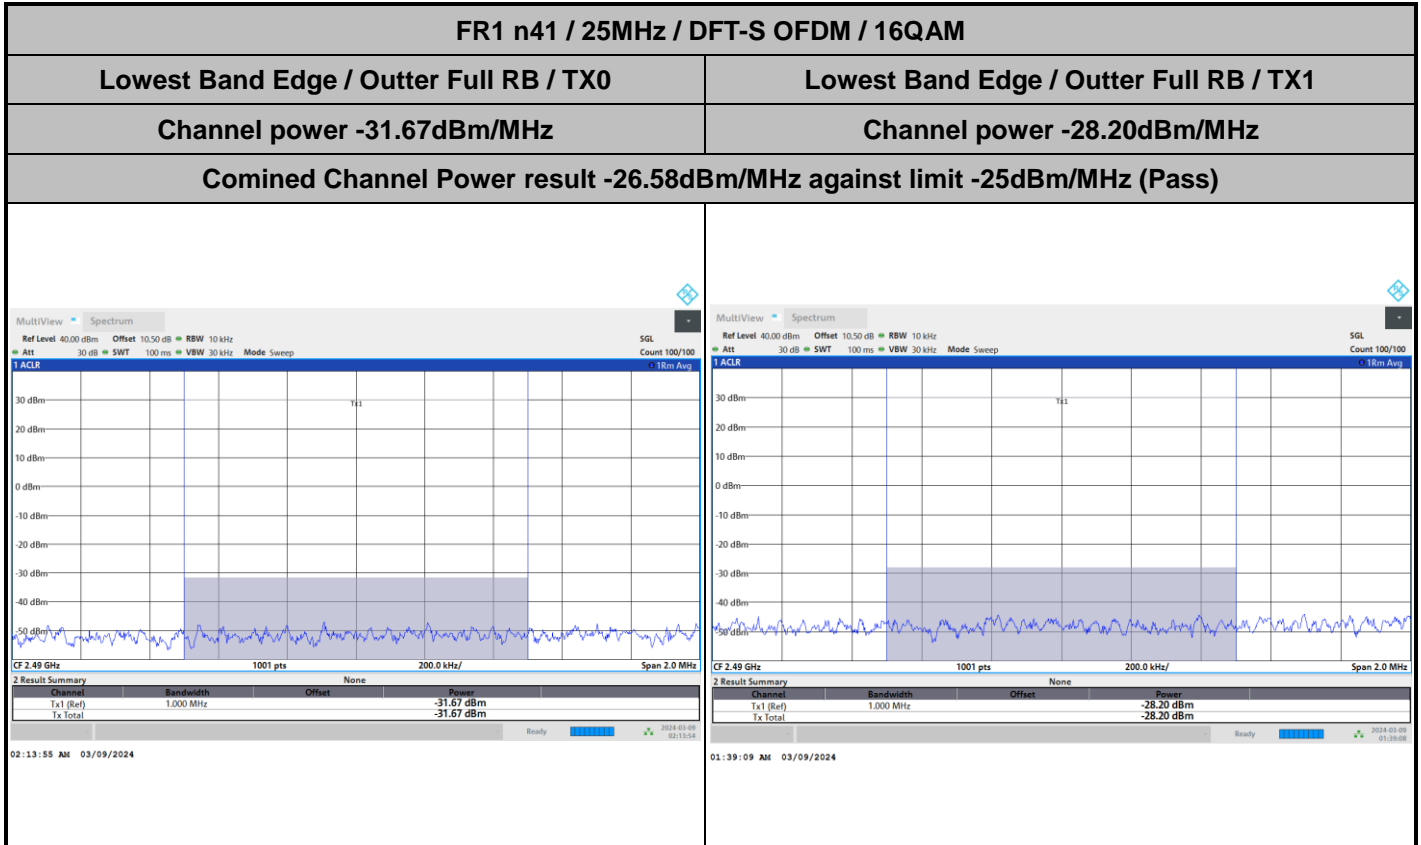 FR1 n41 / 25MHz / DFT-S OFDM / 16QAM
Lowest Band Edge / Outter Full RB / TX0
Lowest Band Edge / Outter Full RB / TX1
Channel power -31.67dBm/MHz
Channel power -28.20dBm/MHz
Comined Channel Power result -26.58dBm/MHz against limit -25dBm/MHz (Pass)
MultiView Spectrum
Ref Level 40.00 dBm Offset 10.50 dB RBW 10 kHz SGL
Att 30 dB SWT 100 ms VBW 30 kHz Mode Sweep Count 100/100
1 ACLR 1Rm Avg
Tx1
30 dBm
20 dBm
10 dBm
0 dBm
-10 dBm
-20 dBm
-30 dBm
-40 dBm
-50 dBm
CF 2.49 GHz 1001 pts 200.0 kHz/ Span 2.0 MHz
2 Result Summary None
Channel Bandwidth Offset Power
Tx1 (Ref) 1.000 MHz -31.67 dBm
Tx Total -31.67 dBm
Ready 2024-03-09
02:13:54
02:13:55 AM 03/09/2024
MultiView Spectrum
Ref Level 40.00 dBm Offset 10.50 dB RBW 10 kHz SGL
Att 30 dB SWT 100 ms VBW 30 kHz Mode Sweep Count 100/100
1 ACLR 1Rm Avg
Tx1
30 dBm
20 dBm
10 dBm
0 dBm
-10 dBm
-20 dBm
-30 dBm
-40 dBm
-50 dBm
CF 2.49 GHz 1001 pts 200.0 kHz/ Span 2.0 MHz
2 Result Summary None
Channel Bandwidth Offset Power
Tx1 (Ref) 1.000 MHz -28.20 dBm
Tx Total -28.20 dBm
Ready 2024-03-09
01:39:08
01:39:09 AM 03/09/2024